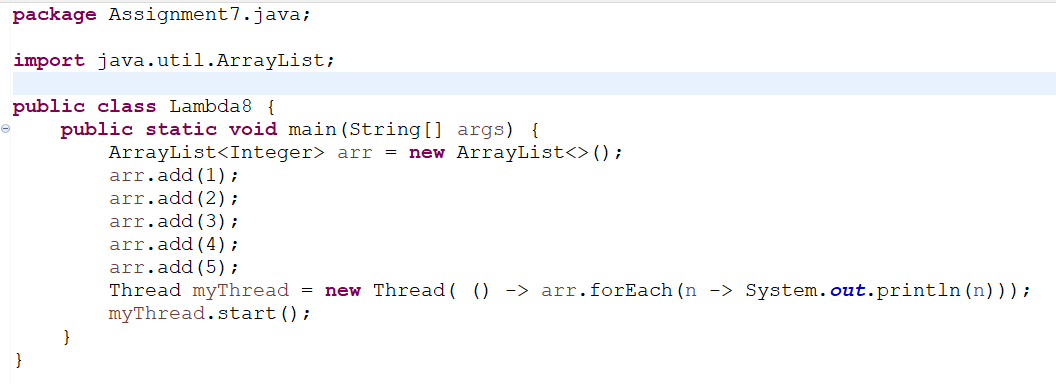 package Assignment7.java;
import java.util.ArrayList;
public class Lambda8 {
public static void main(String[] args) {
ArrayList<Integer> arr = new ArrayList<>();
arr.add(1);
arr.add(2);
arr.add(3);
arr.add(4);
arr.add(5);
Thread myThread = new Thread( () -> arr.forEach(n -> System.out.println(n)));
myThread.start();
}
}